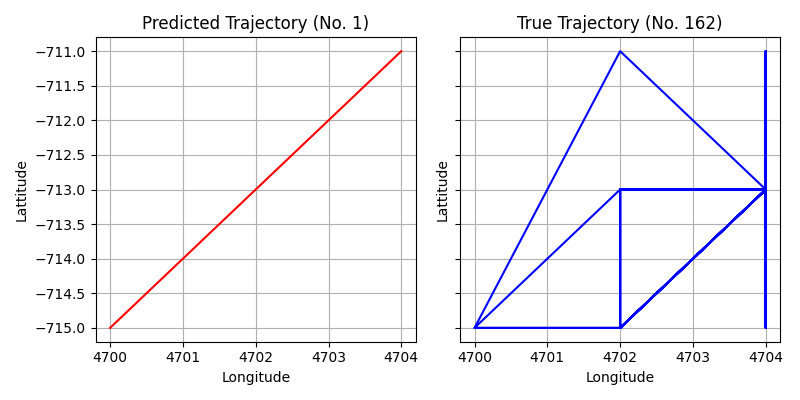 Predicted Trajectory (No. 1)
−711.0
−711.5
−712.0
−712.5
−713.0
−713.5
−714.0
−714.5
−715.0
Lattitude
4700 4701 4702 4703 4704
Longitude
True Trajectory (No. 162)
Lattitude
4700 4701 4702 4703 4704
Longitude